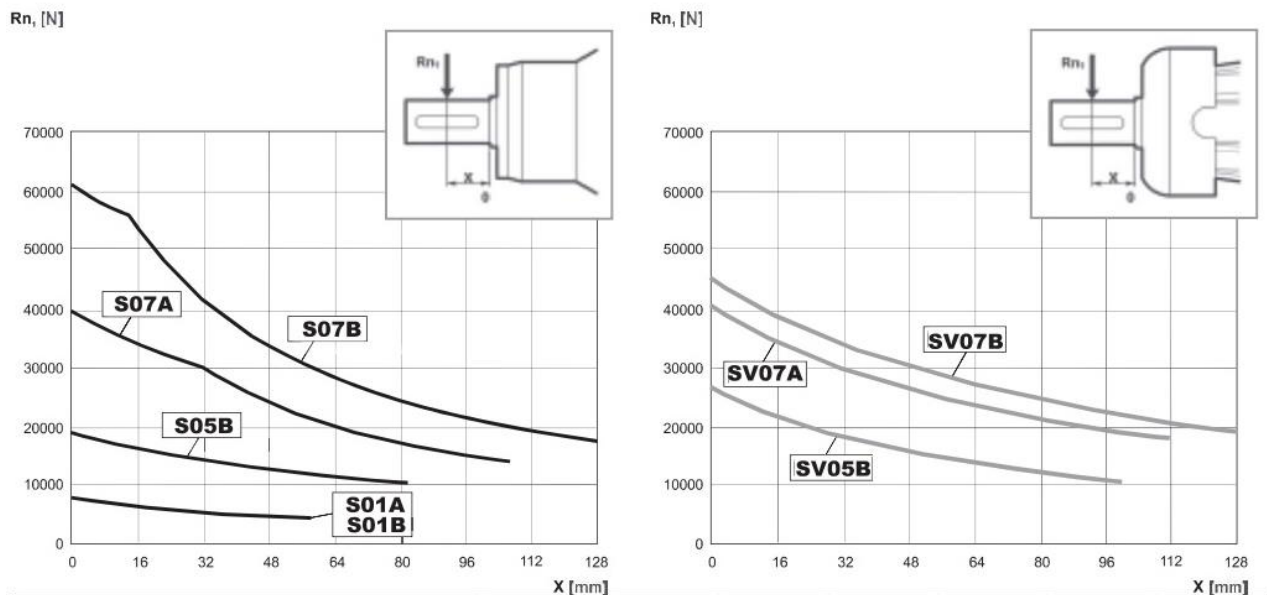 Rn₁ [N]
Rn₁
X
0
70000
60000
50000
40000
30000
20000
10000
0
S07A
S07B
S05B
S01A
S01B
0 16 32 48 64 80 96 112 128
X [mm]
Rn₁ [N]
Rn₁
X
0
70000
60000
50000
40000
30000
20000
10000
0
SV07B
SV07A
SV05B
0 16 32 48 64 80 96 112 128
X [mm]